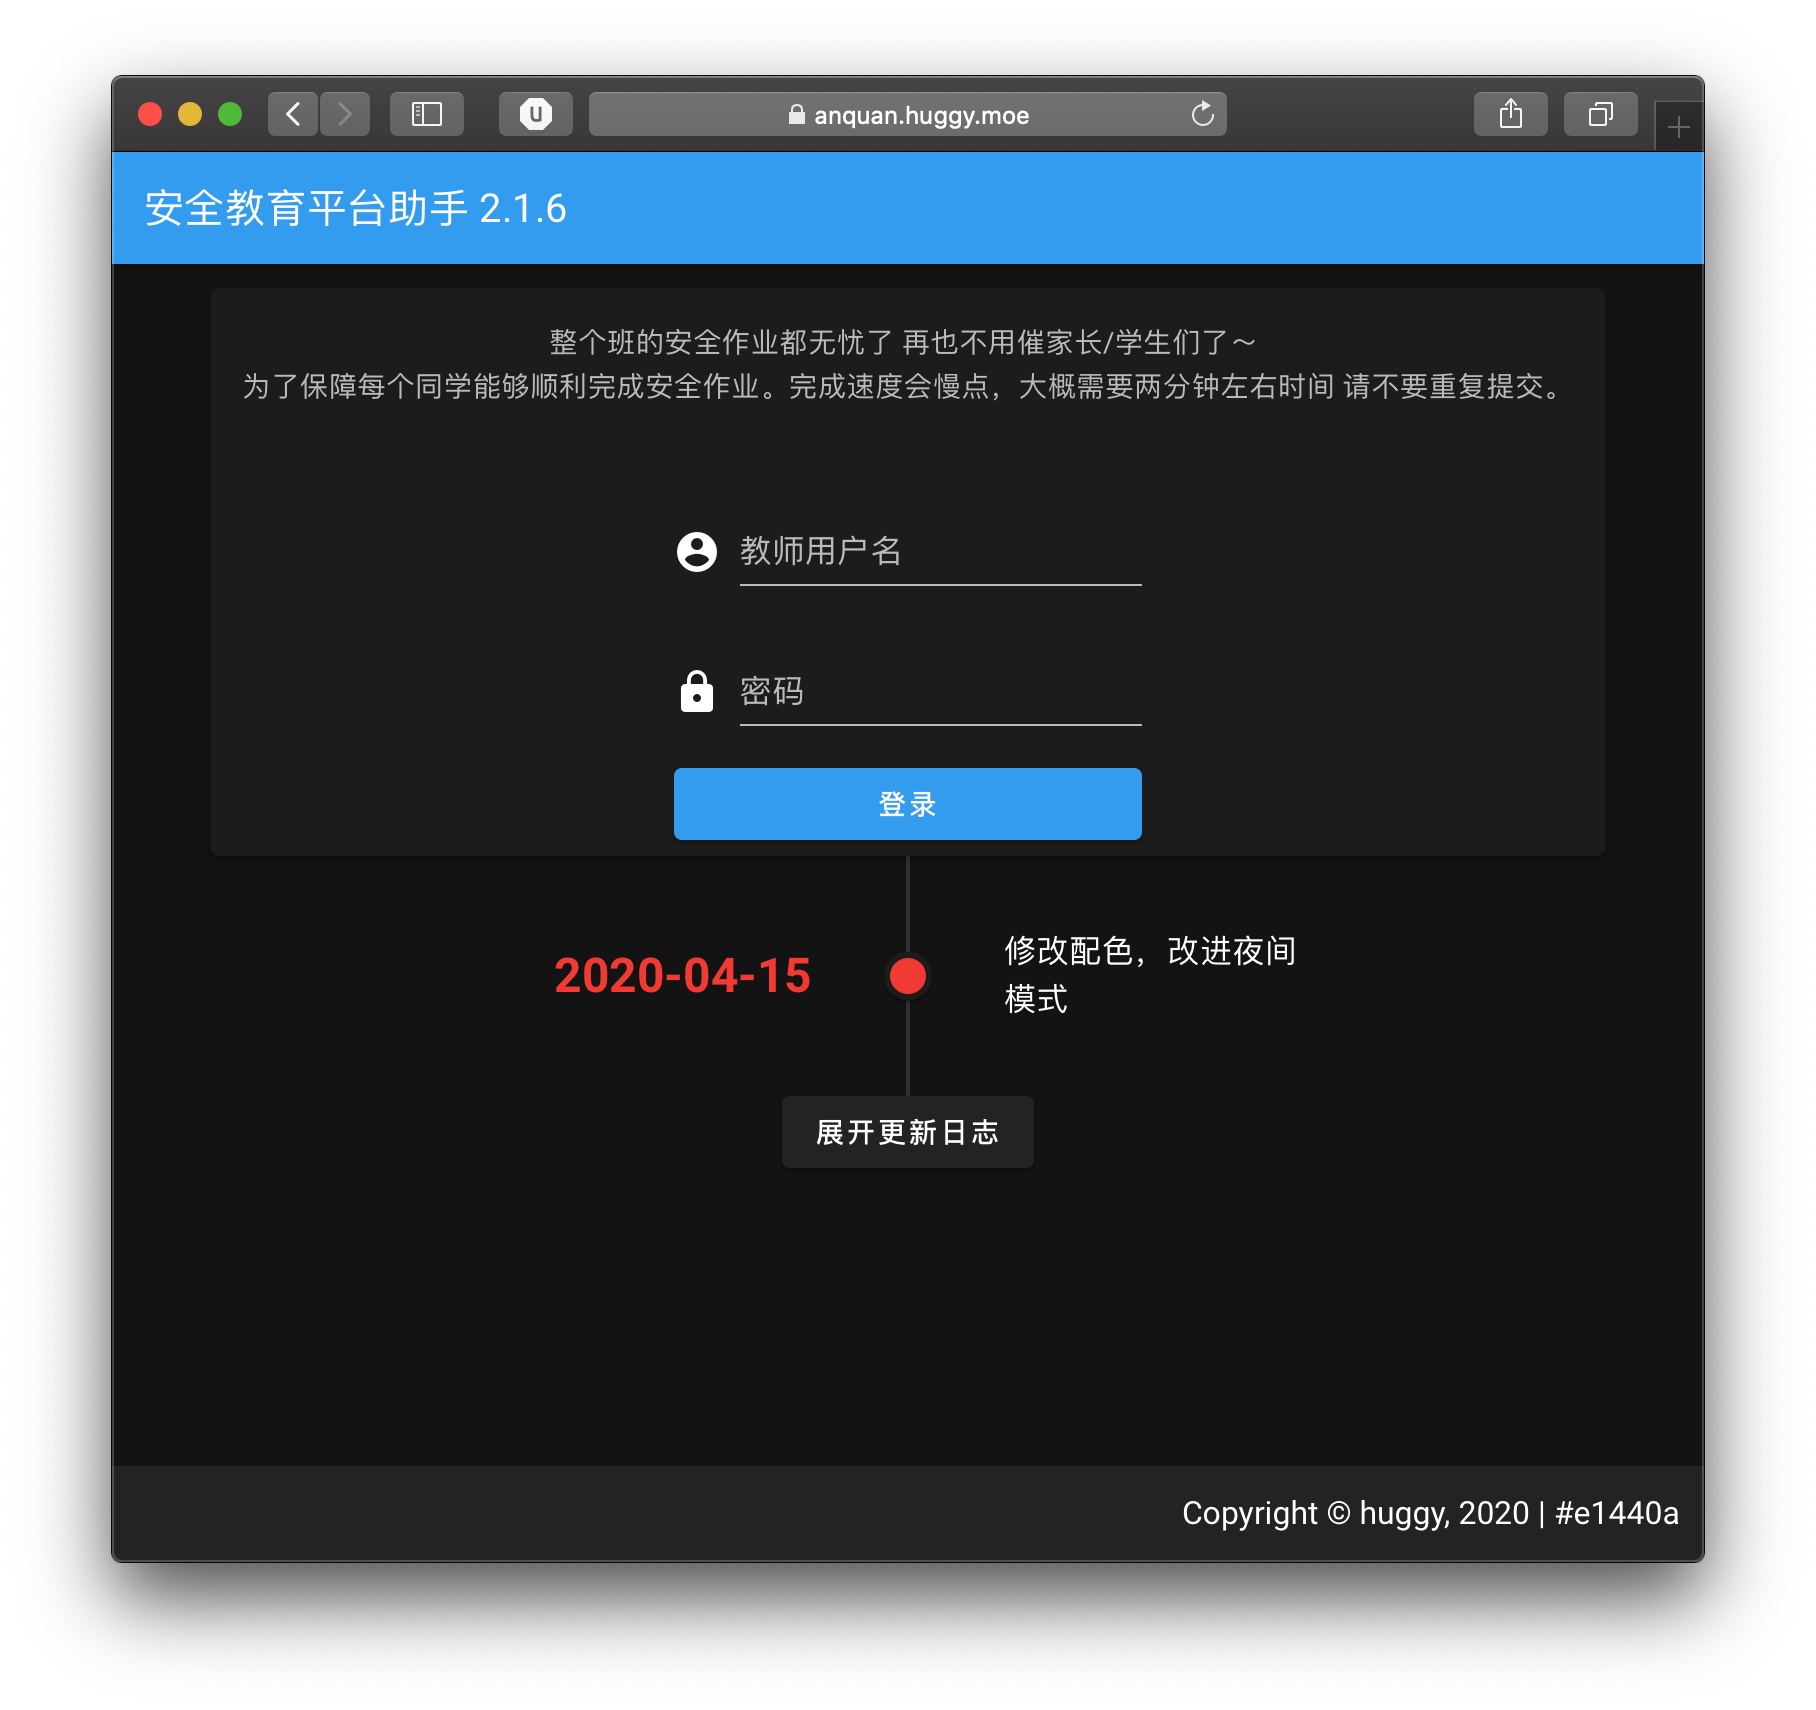 anquan.huggy.moe
安全教育平台助手 2.1.6
整个班的安全作业都无忧了 再也不用催家长/学生们了～
为了保障每个同学能够顺利完成安全作业。完成速度会慢点，大概需要两分钟左右时间 请不要重复提交。
教师用户名
密码
登录
2020-04-15
修改配色，改进夜间
模式
展开更新日志
Copyright © huggy, 2020 | #e1440a